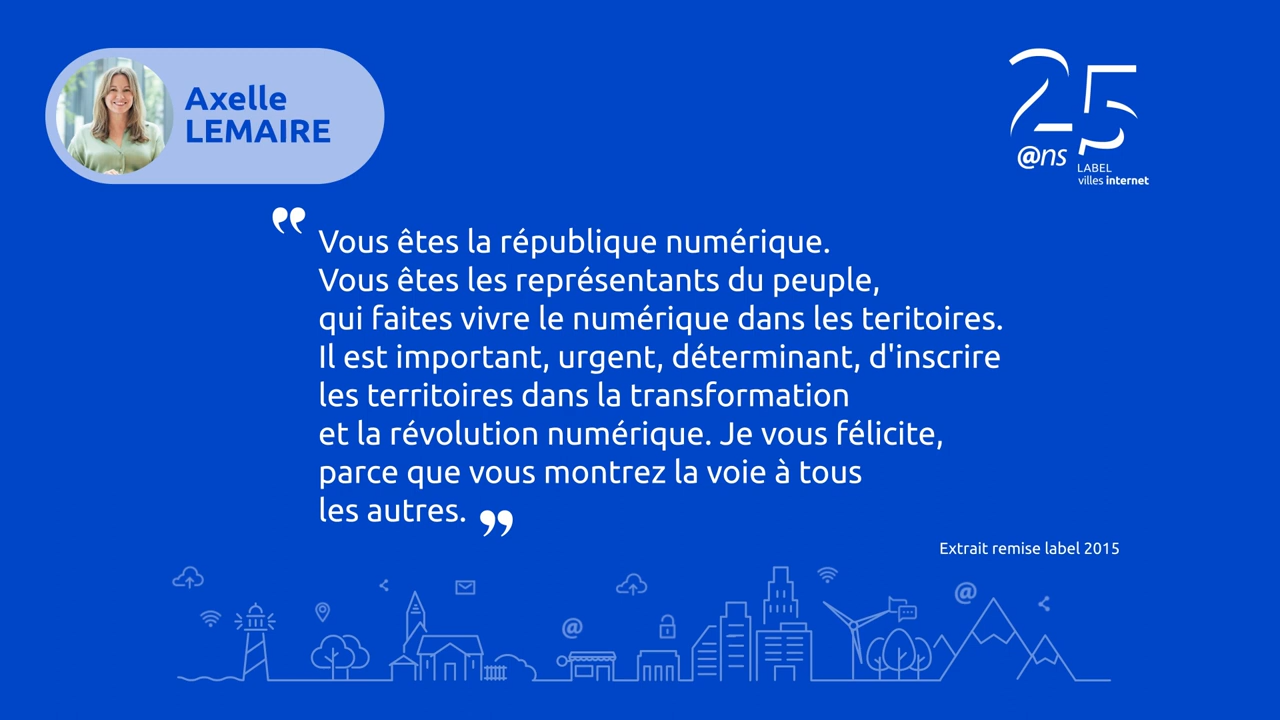 Axelle
LEMAIRE
25
@ns
LABEL
villes internet
Vous êtes la république numérique.
Vous êtes les représentants du peuple,
qui faites vivre le numérique dans les teritoires.
Il est important, urgent, déterminant, d'inscrire
les territoires dans la transformation
et la révolution numérique. Je vous félicite,
parce que vous montrez la voie à tous
les autres.
Extrait remise label 2015